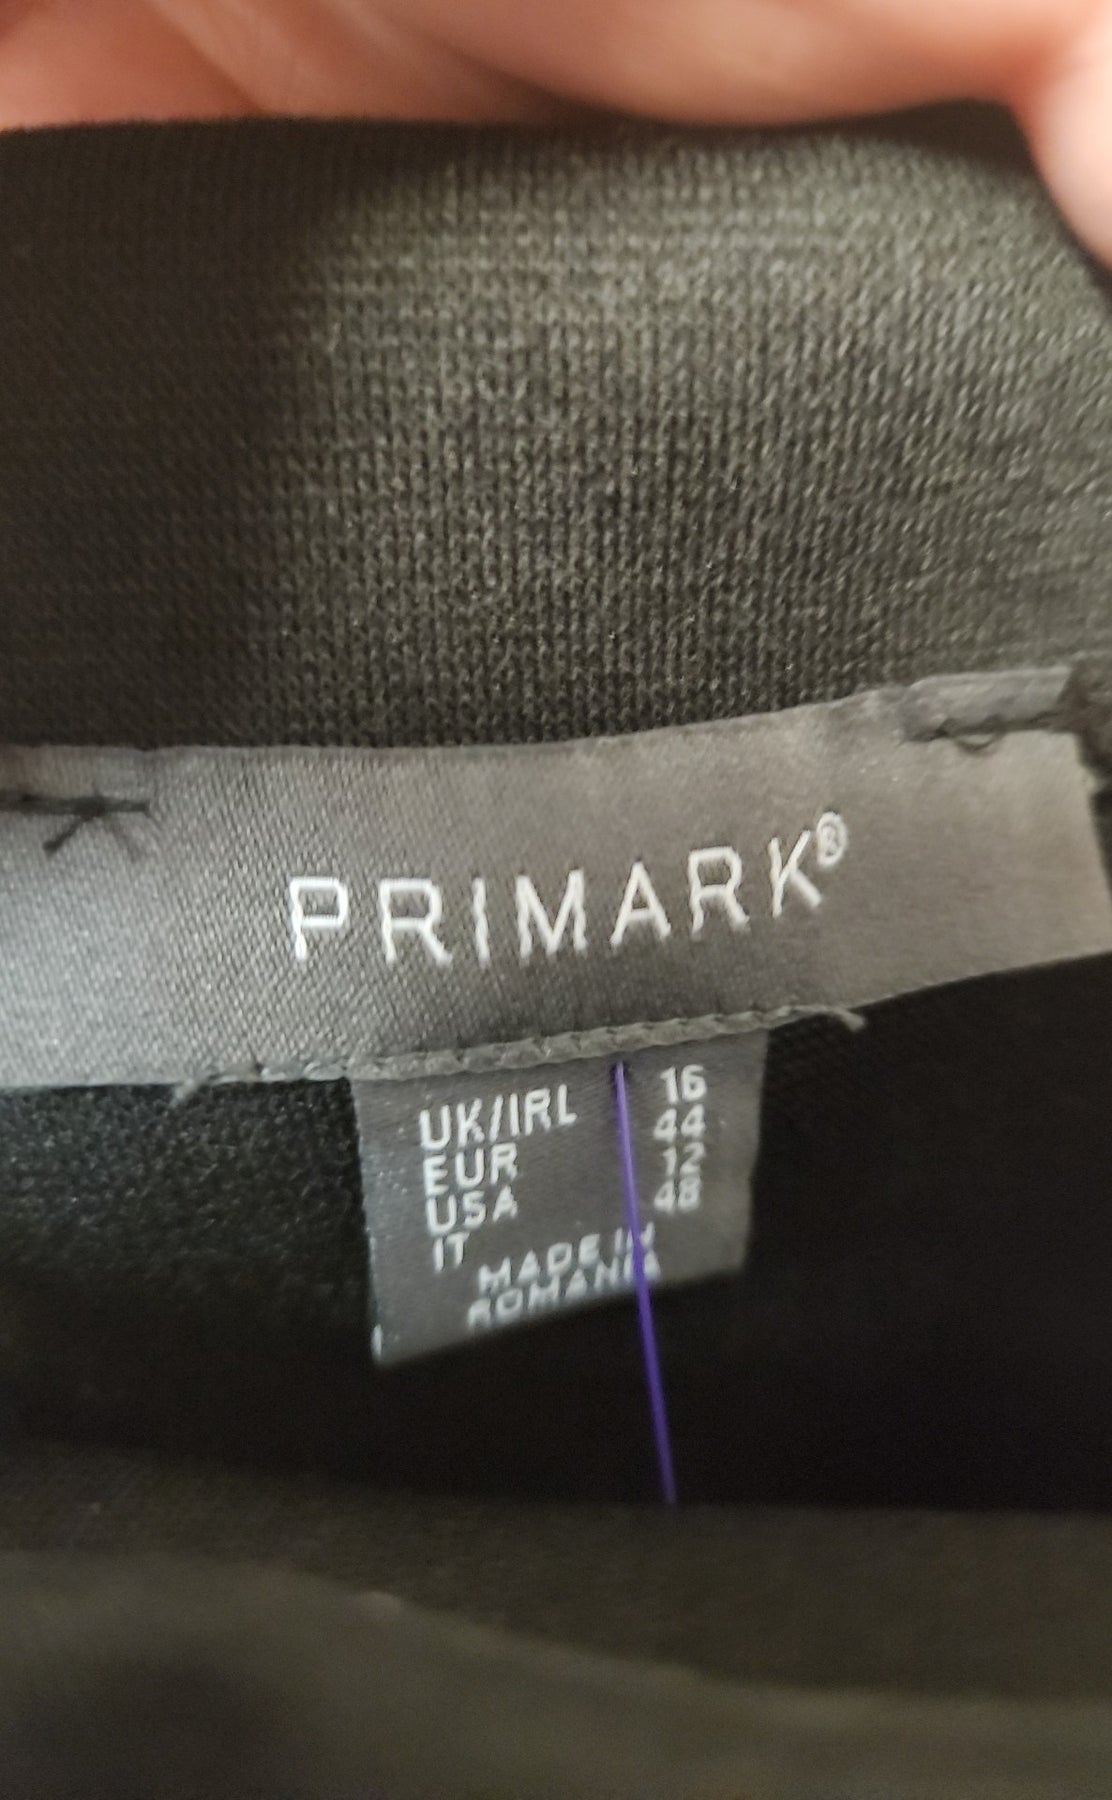 PRIMARK®
UK/IRL 16
EUR 44
USA 12
IT 48
MADE IN
ROMANIA